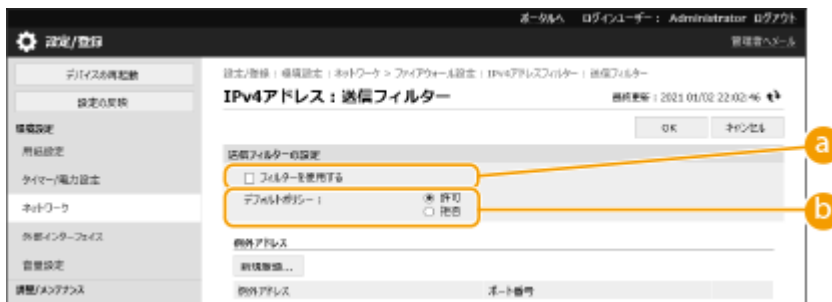 ポータルへ ログインユーザー： Administrator ログアウト
設定/登録
管理者へメール
デバイスの再起動
設定/登録 : 環境設定 : ネットワーク > ファイアウォール設定 : IPv4アドレスフィルター : 送信フィルター
設定の反映
IPv4アドレス：送信フィルター
最終更新 : 2021 01/02 22:02:46
環境設定
OK キャンセル
用紙設定
送信フィルターの設定
タイマー/電力設定
フィルターを使用する
a
ネットワーク
デフォルトポリシー：
許可
拒否
b
外部インターフェイス
例外アドレス
音量設定
新規登録...
調整/メンテナンス
例外アドレス ポート番号